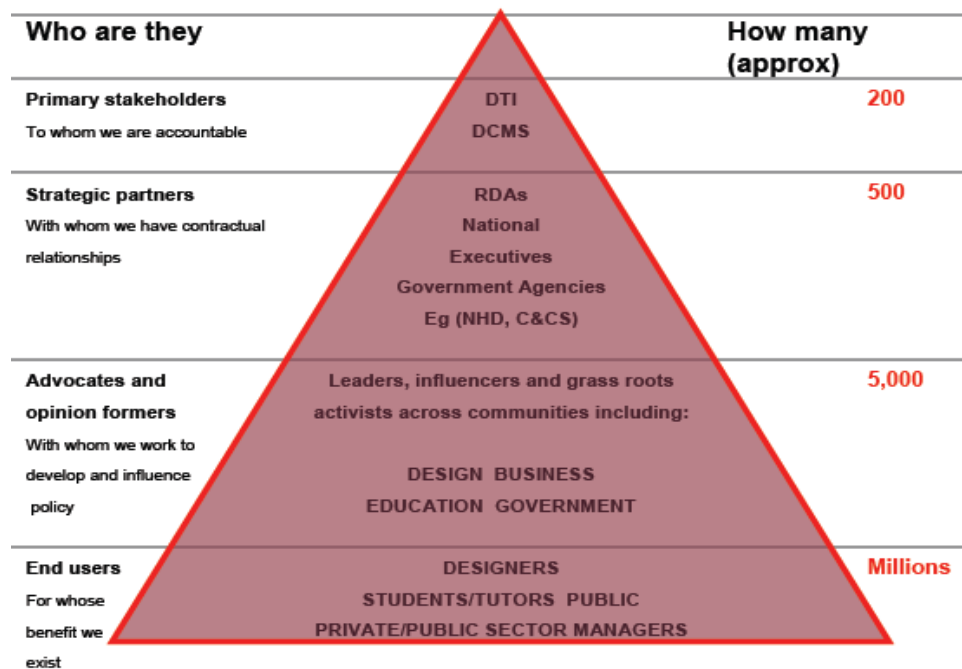 Who are they
How many
(approx)
Primary stakeholders
DTI
200
To whom we are accountable
DCMS
Strategic partners
RDAs
500
With whom we have contractual
National
relationships
Executives
Government Agencies
Eg (NHD, C&CS)
Advocates and
Leaders, influencers and grass roots
5,000
opinion formers
activists across communities including:
With whom we work to
develop and influence
DESIGN BUSINESS
policy
EDUCATION GOVERNMENT
End users
DESIGNERS
Millions
For whose
STUDENTS/TUTORS PUBLIC
benefit we
PRIVATE/PUBLIC SECTOR MANAGERS
exist